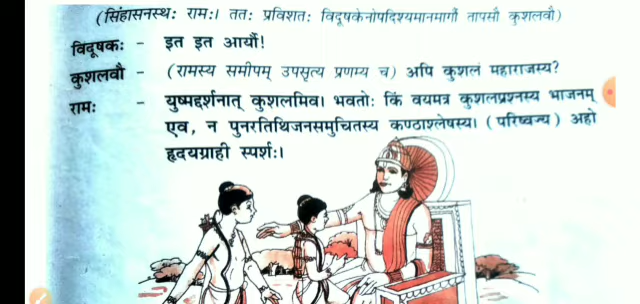 (सिंहासनस्थः रामः। ततः प्रविशतः विदूषकेनोपदिश्यमानमार्गौ तापसौ कुशलवौ)
विदूषकः - इत इत आर्यौ!
कुशलवौ - (रामस्य समीपम् उपसृत्य प्रणम्य च) अपि कुशलं महाराजस्य?
रामः - युष्मद्दर्शनात् कुशलमिव। भवतोः किं वयमत्र कुशलप्रश्नस्य भाजनम्
एव, न पुनरतिथिजनसमुचितस्य कण्ठाश्लेषस्य। (परिष्वज्य) अहो
हृदयग्राही स्पर्शः।